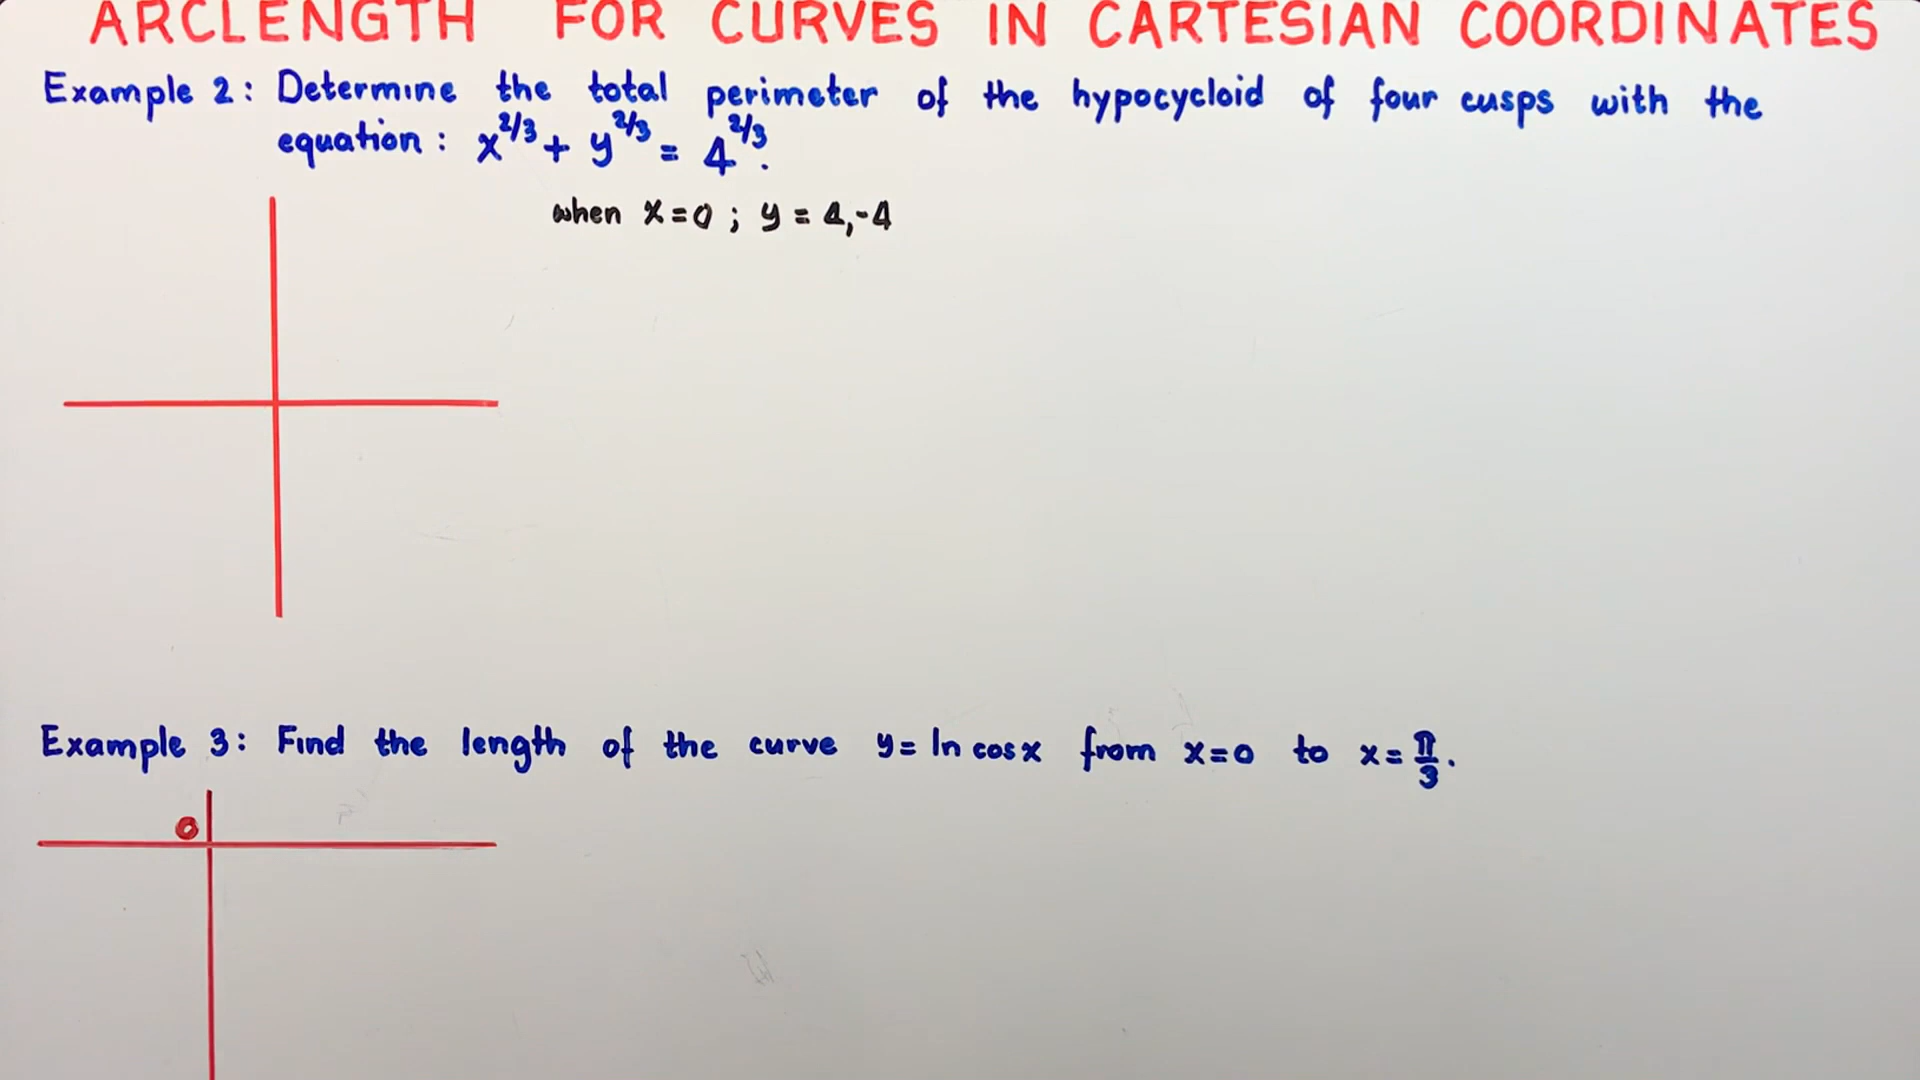 ARCLENGTH FOR CURVES IN CARTESIAN COORDINATES
Example 2: Determine the total perimeter of the hypocycloid of four cusps with the
equation: x^2/3 + y^2/3 = 4^2/3.
when x=0 ; y = 4,-4
Example 3: Find the length of the curve y= ln cos x from x=0 to x= π/3.
0